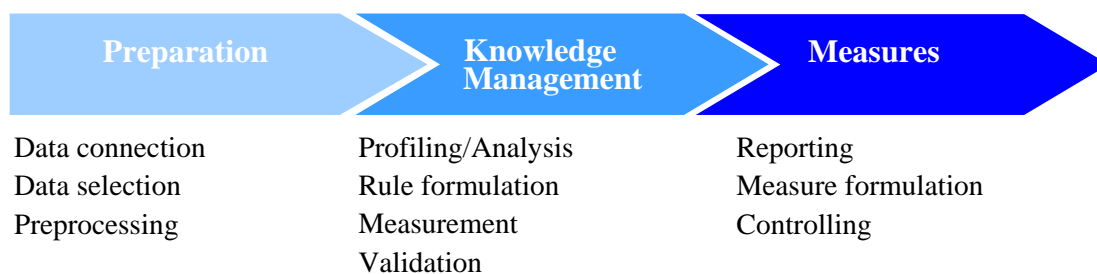 Preparation
Knowledge
Management
Measures
Data connection
Data selection
Preprocessing
Profiling/Analysis
Rule formulation
Measurement
Validation
Reporting
Measure formulation
Controlling